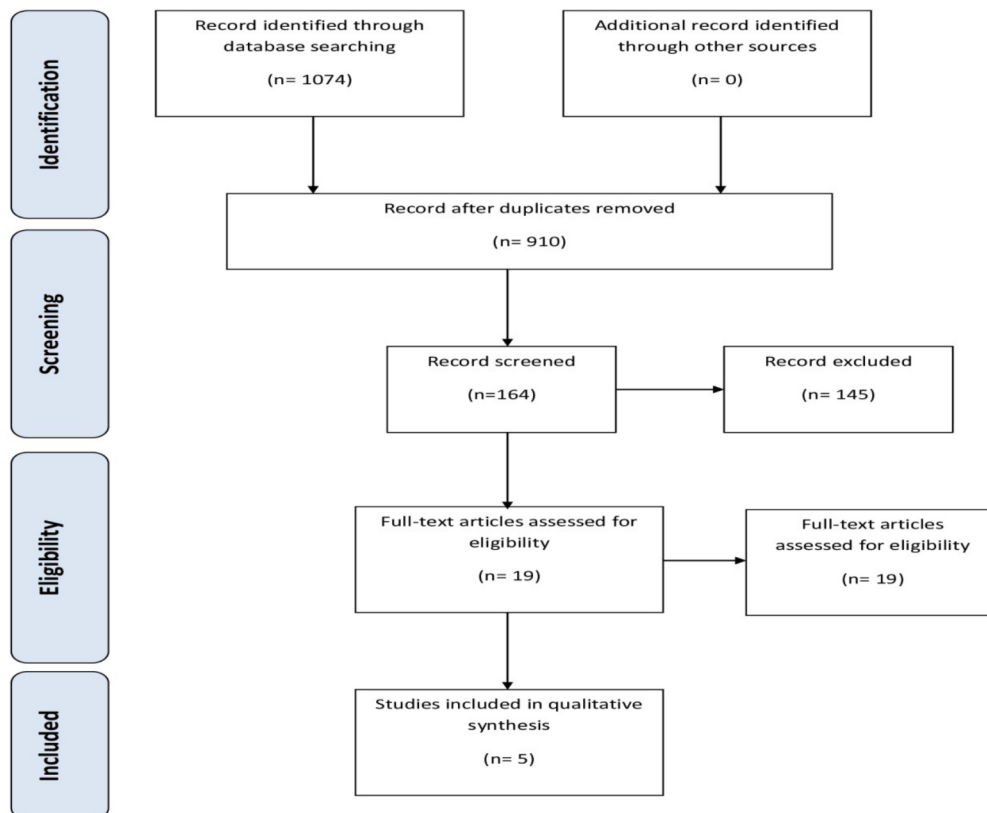 Identification
Record identified through
database searching
(n= 1074)
Additional record identified
through other sources
(n= 0)
Record after duplicates removed
(n= 910)
Screening
Record screened
(n=164)
Record excluded
(n= 145)
Eligibility
Full-text articles assessed for
eligibility
(n= 19)
Full-text articles
assessed for eligibility
(n= 19)
Included
Studies included in qualitative
synthesis
(n= 5)